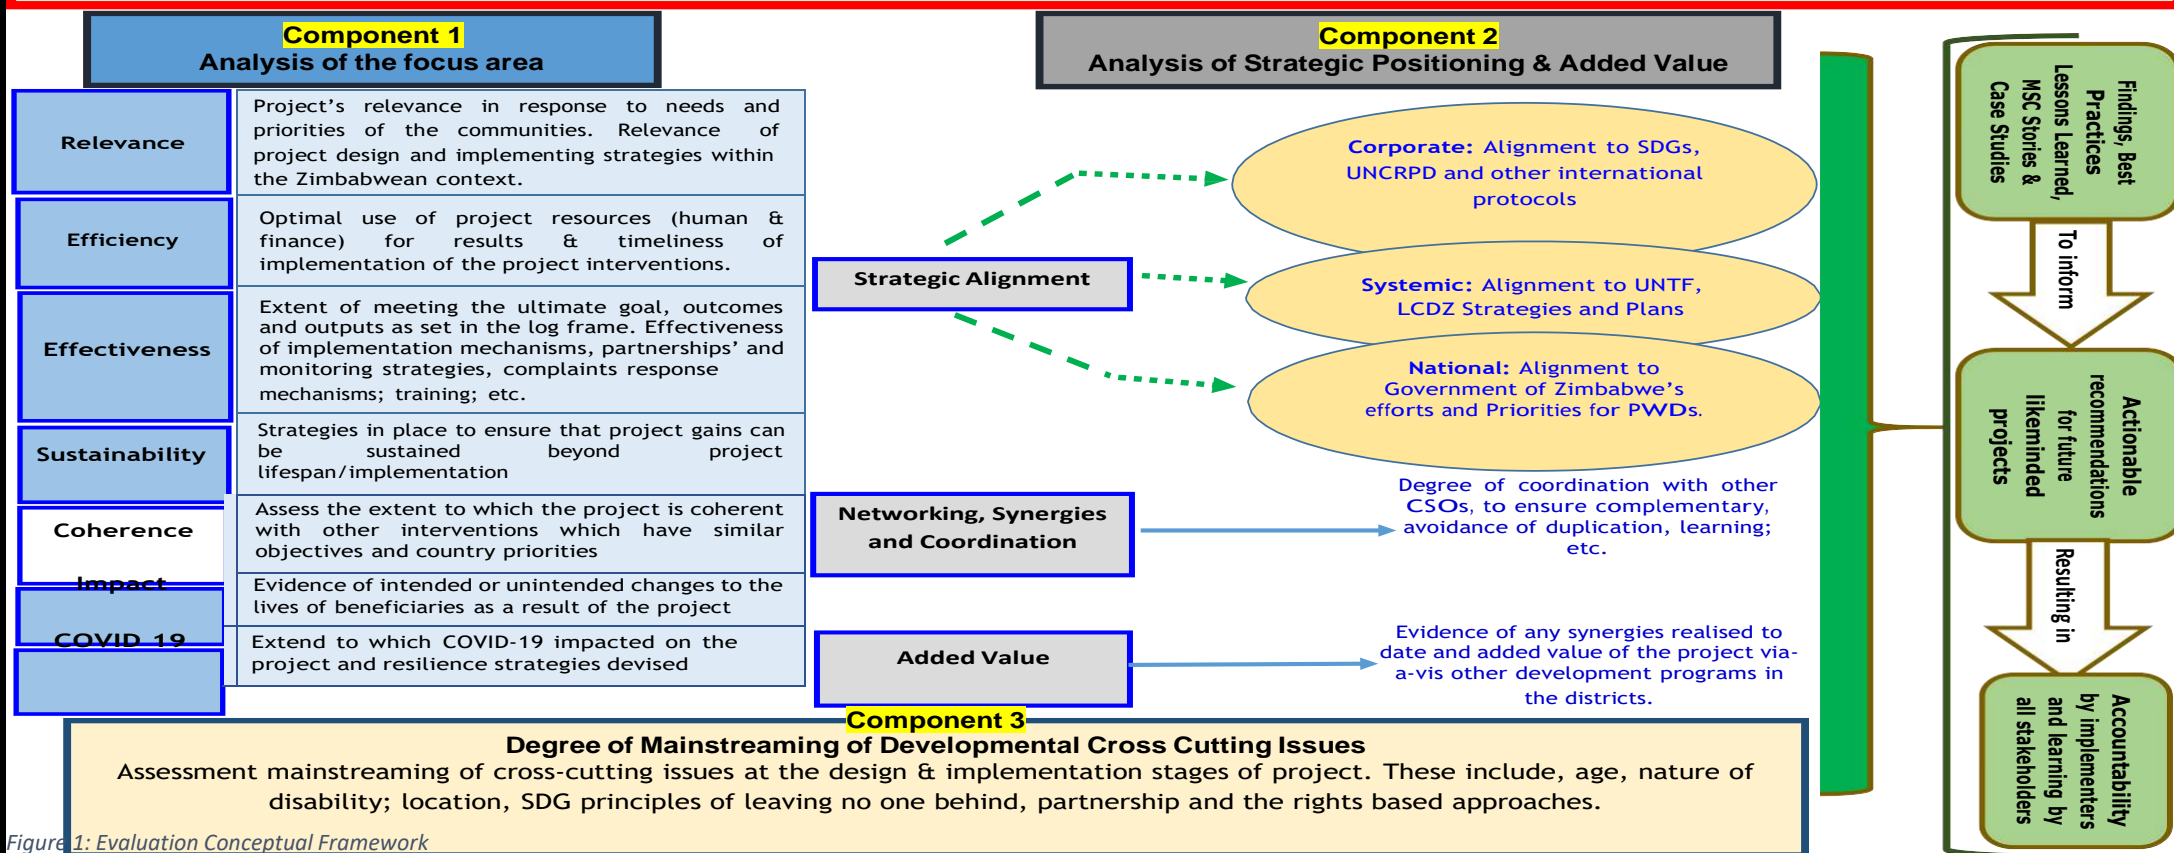 Component 1
Analysis of the focus area
Relevance
Project’s relevance in response to needs and
priorities of the communities. Relevance of
project design and implementing strategies within
the Zimbabwean context.
Efficiency
Optimal use of project resources (human &
finance) for results & timeliness of
implementation of the project interventions.
Effectiveness
Extent of meeting the ultimate goal, outcomes
and outputs as set in the log frame. Effectiveness
of implementation mechanisms, partnerships’ and
monitoring strategies, complaints response
mechanisms; training; etc.
Sustainability
Strategies in place to ensure that project gains can
be sustained beyond project
lifespan/implementation
Coherence
Assess the extent to which the project is coherent
with other interventions which have similar
objectives and country priorities
Impact
Evidence of intended or unintended changes to the
lives of beneficiaries as a result of the project
COVID 19
Extend to which COVID-19 impacted on the
project and resilience strategies devised
Component 2
Analysis of Strategic Positioning & Added Value
Strategic Alignment
Corporate: Alignment to SDGs,
UNCRPD and other international
protocols
Systemic: Alignment to UNTF,
LCDZ Strategies and Plans
National: Alignment to
Government of Zimbabwe’s
efforts and Priorities for PWDs.
Networking, Synergies
and Coordination
Degree of coordination with other
CSOs, to ensure complementary,
avoidance of duplication, learning;
etc.
Added Value
Evidence of any synergies realised to
date and added value of the project via-
a-vis other development programs in
the districts.
Component 3
Degree of Mainstreaming of Developmental Cross Cutting Issues
Assessment mainstreaming of cross-cutting issues at the design & implementation stages of project. These include, age, nature of
disability; location, SDG principles of leaving no one behind, partnership and the rights based approaches.
Findings, Best
Practices
Lessons Learned,
MSC Stories &
Case Studies
To inform
Actionable
recommendations
for future
likeminded
projects
Resulting in
Accountability
by implementers
and learning by
all stakeholders
Figure 1: Evaluation Conceptual Framework